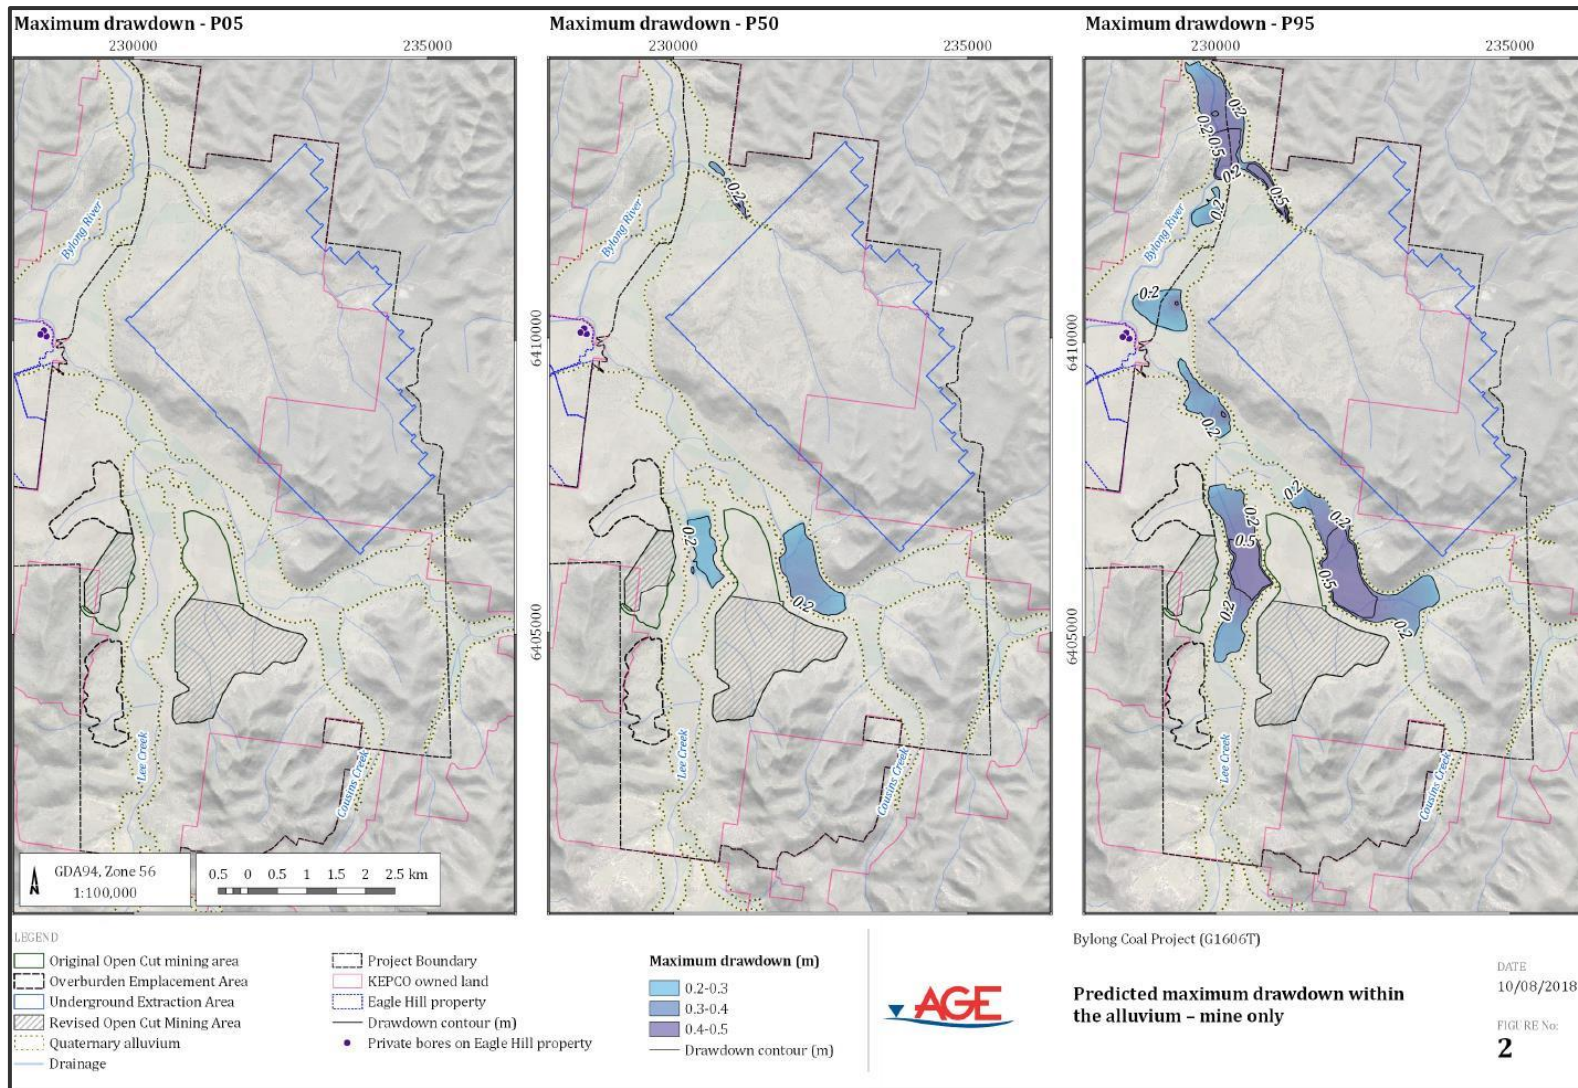 Maximum drawdown - P05
230000
235000
Bylong River
Lee Creek
Cousins Creek
GDA94, Zone 56
1:100,000
0.5 0 0.5 1 1.5 2 2.5 km
Maximum drawdown - P50
230000
235000
6410000
6405000
0.2
Bylong River
0.2
0.2
Lee Creek
Cousins Creek
Maximum drawdown - P95
230000
235000
6410000
6405000
0.2
0.2
0.5
0.2
0.5
0.2
Bylong River
0.2
0.2
0.2
0.2
0.5
0.2
0.2
0.5
0.2
0.2
Lee Creek
Cousins Creek
LEGEND
Original Open Cut mining area
Overburden Emplacement Area
Underground Extraction Area
Revised Open Cut Mining Area
Quaternary alluvium
Drainage
Project Boundary
KEPCO owned land
Eagle Hill property
Drawdown contour (m)
Private bores on Eagle Hill property
Maximum drawdown (m)
0.2-0.3
0.3-0.4
0.4-0.5
Drawdown contour (m)
AGE
Bylong Coal Project (G1606T)
Predicted maximum drawdown within
the alluvium – mine only
DATE
10/08/2018
FIGURE No:
2